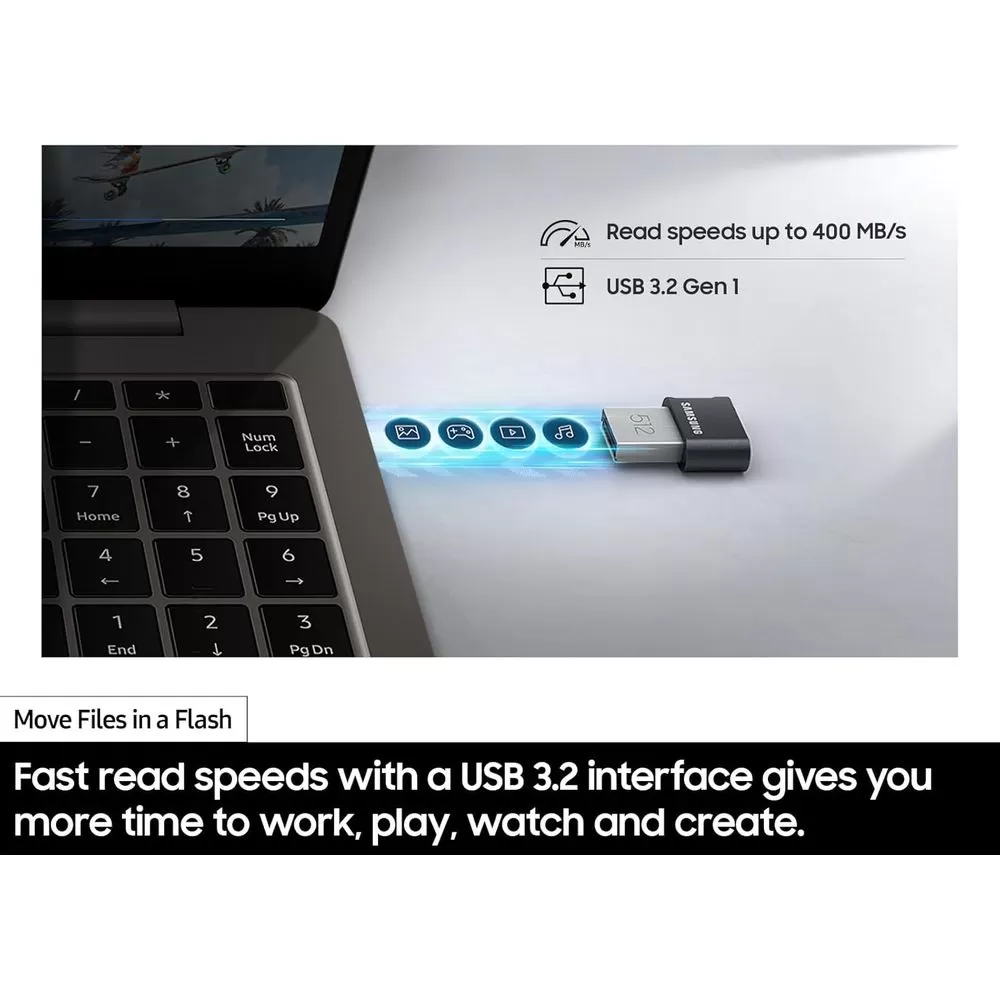 Read speeds up to 400 MB/s
MB/s
USB 3.2 Gen 1
SAMSUNG
512
/
*
-
+
Num
Lock
7
Home
8
↑
9
Pg Up
4
←
5
6
→
1
End
2
↓
3
Pg Dn
Move Files in a Flash
Fast read speeds with a USB 3.2 interface gives you
more time to work, play, watch and create.